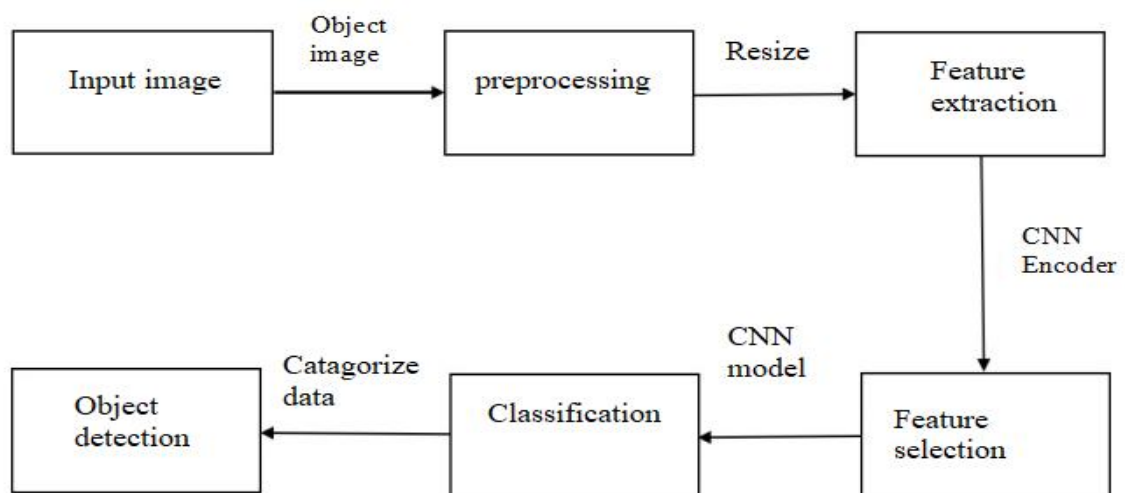 Input image
Object
image
preprocessing
Resize
Feature
extraction
CNN
Encoder
Feature
selection
CNN
model
Classification
Catagorize
data
Object
detection